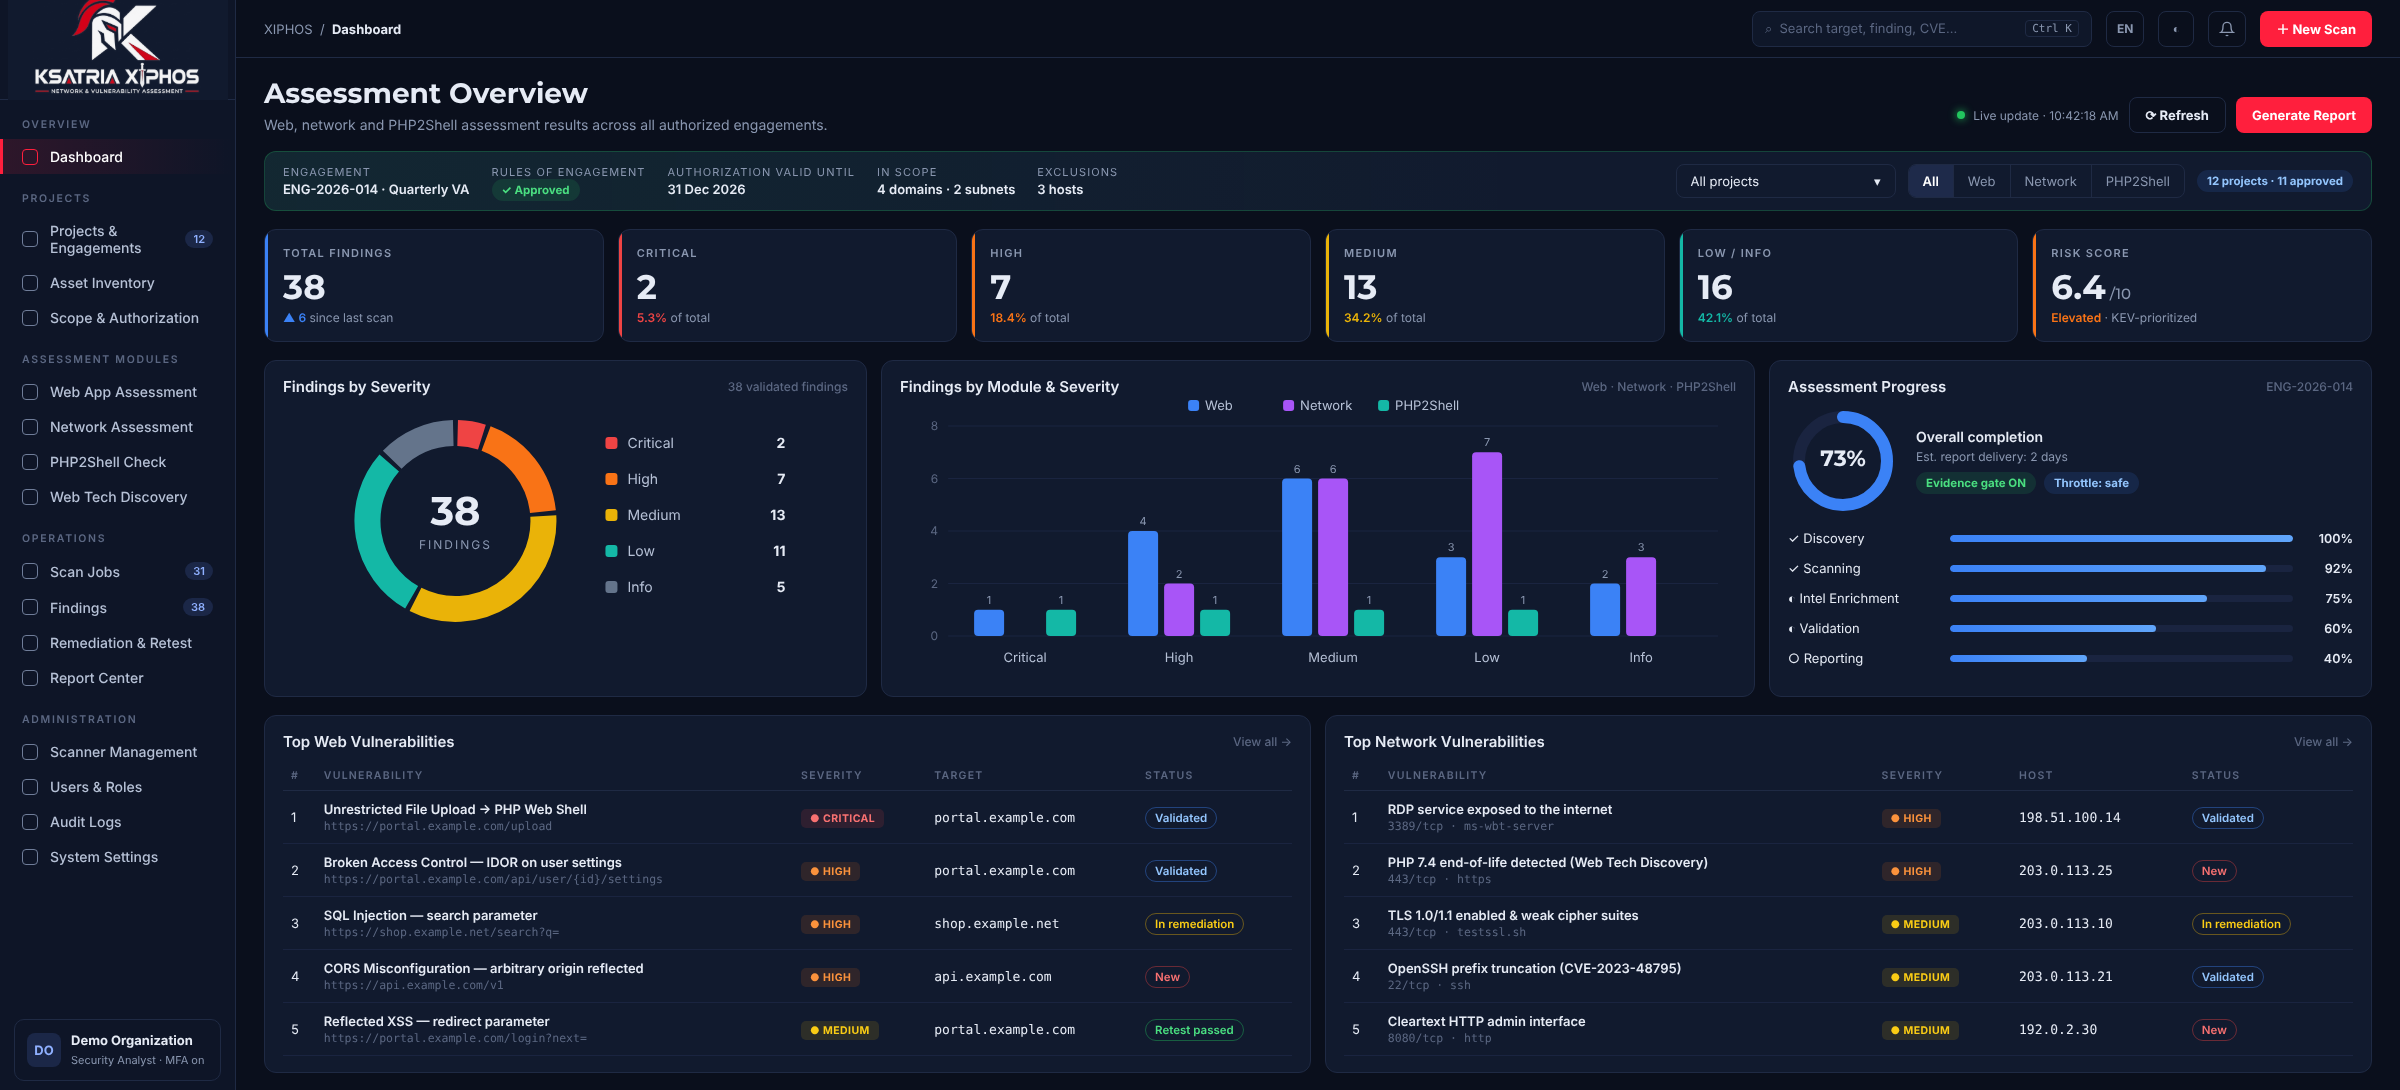 KSATRIA XIPHOS
NETWORK & VULNERABILITY ASSESSMENT
OVERVIEW
Dashboard
PROJECTS
Projects & Engagements 12
Asset Inventory
Scope & Authorization
ASSESSMENT MODULES
Web App Assessment
Network Assessment
PHP2Shell Check
Web Tech Discovery
OPERATIONS
Scan Jobs 31
Findings 38
Remediation & Retest
Report Center
ADMINISTRATION
Scanner Management
Users & Roles
Audit Logs
System Settings
DO
Demo Organization
Security Analyst · MFA on
XIPHOS / Dashboard
Search target, finding, CVE... Ctrl K
EN
+ New Scan
Assessment Overview
Web, network and PHP2Shell assessment results across all authorized engagements.
Live update · 10:42:18 AM
⟳ Refresh
Generate Report
ENGAGEMENT
ENG-2026-014 · Quarterly VA
RULES OF ENGAGEMENT
✓ Approved
AUTHORIZATION VALID UNTIL
31 Dec 2026
IN SCOPE
4 domains · 2 subnets
EXCLUSIONS
3 hosts
All projects ▾
All Web Network PHP2Shell
12 projects · 11 approved
TOTAL FINDINGS
38
▲ 6 since last scan
CRITICAL
2
5.3% of total
HIGH
7
18.4% of total
MEDIUM
13
34.2% of total
LOW / INFO
16
42.1% of total
RISK SCORE
6.4 /10
Elevated · KEV-prioritized
Findings by Severity
38 validated findings
38
FINDINGS
Critical 2
High 7
Medium 13
Low 11
Info 5
Findings by Module & Severity
Web · Network · PHP2Shell
Web Network PHP2Shell
8
6
4
2
0
1 1
4 2 1
6 6 1
3 7 1
2 3
Critical High Medium Low Info
Assessment Progress
ENG-2026-014
73%
Overall completion
Est. report delivery: 2 days
Evidence gate ON
Throttle: safe
✓ Discovery 100%
✓ Scanning 92%
Intel Enrichment 75%
Validation 60%
○ Reporting 40%
Top Web Vulnerabilities
View all →
# VULNERABILITY SEVERITY TARGET STATUS
1 Unrestricted File Upload → PHP Web Shell CRITICAL portal.example.com Validated
https://portal.example.com/upload
2 Broken Access Control — IDOR on user settings HIGH portal.example.com Validated
https://portal.example.com/api/user/{id}/settings
3 SQL Injection — search parameter HIGH shop.example.net In remediation
https://shop.example.net/search?q=
4 CORS Misconfiguration — arbitrary origin reflected HIGH api.example.com New
https://api.example.com/v1
5 Reflected XSS — redirect parameter MEDIUM portal.example.com Retest passed
https://portal.example.com/login?next=
Top Network Vulnerabilities
View all →
# VULNERABILITY SEVERITY HOST STATUS
1 RDP service exposed to the internet HIGH 198.51.100.14 Validated
3389/tcp · ms-wbt-server
2 PHP 7.4 end-of-life detected (Web Tech Discovery) HIGH 203.0.113.25 New
443/tcp · https
3 TLS 1.0/1.1 enabled & weak cipher suites MEDIUM 203.0.113.10 In remediation
443/tcp · testssl.sh
4 OpenSSH prefix truncation (CVE-2023-48795) MEDIUM 203.0.113.21 Validated
22/tcp · ssh
5 Cleartext HTTP admin interface MEDIUM 192.0.2.30 New
8080/tcp · http